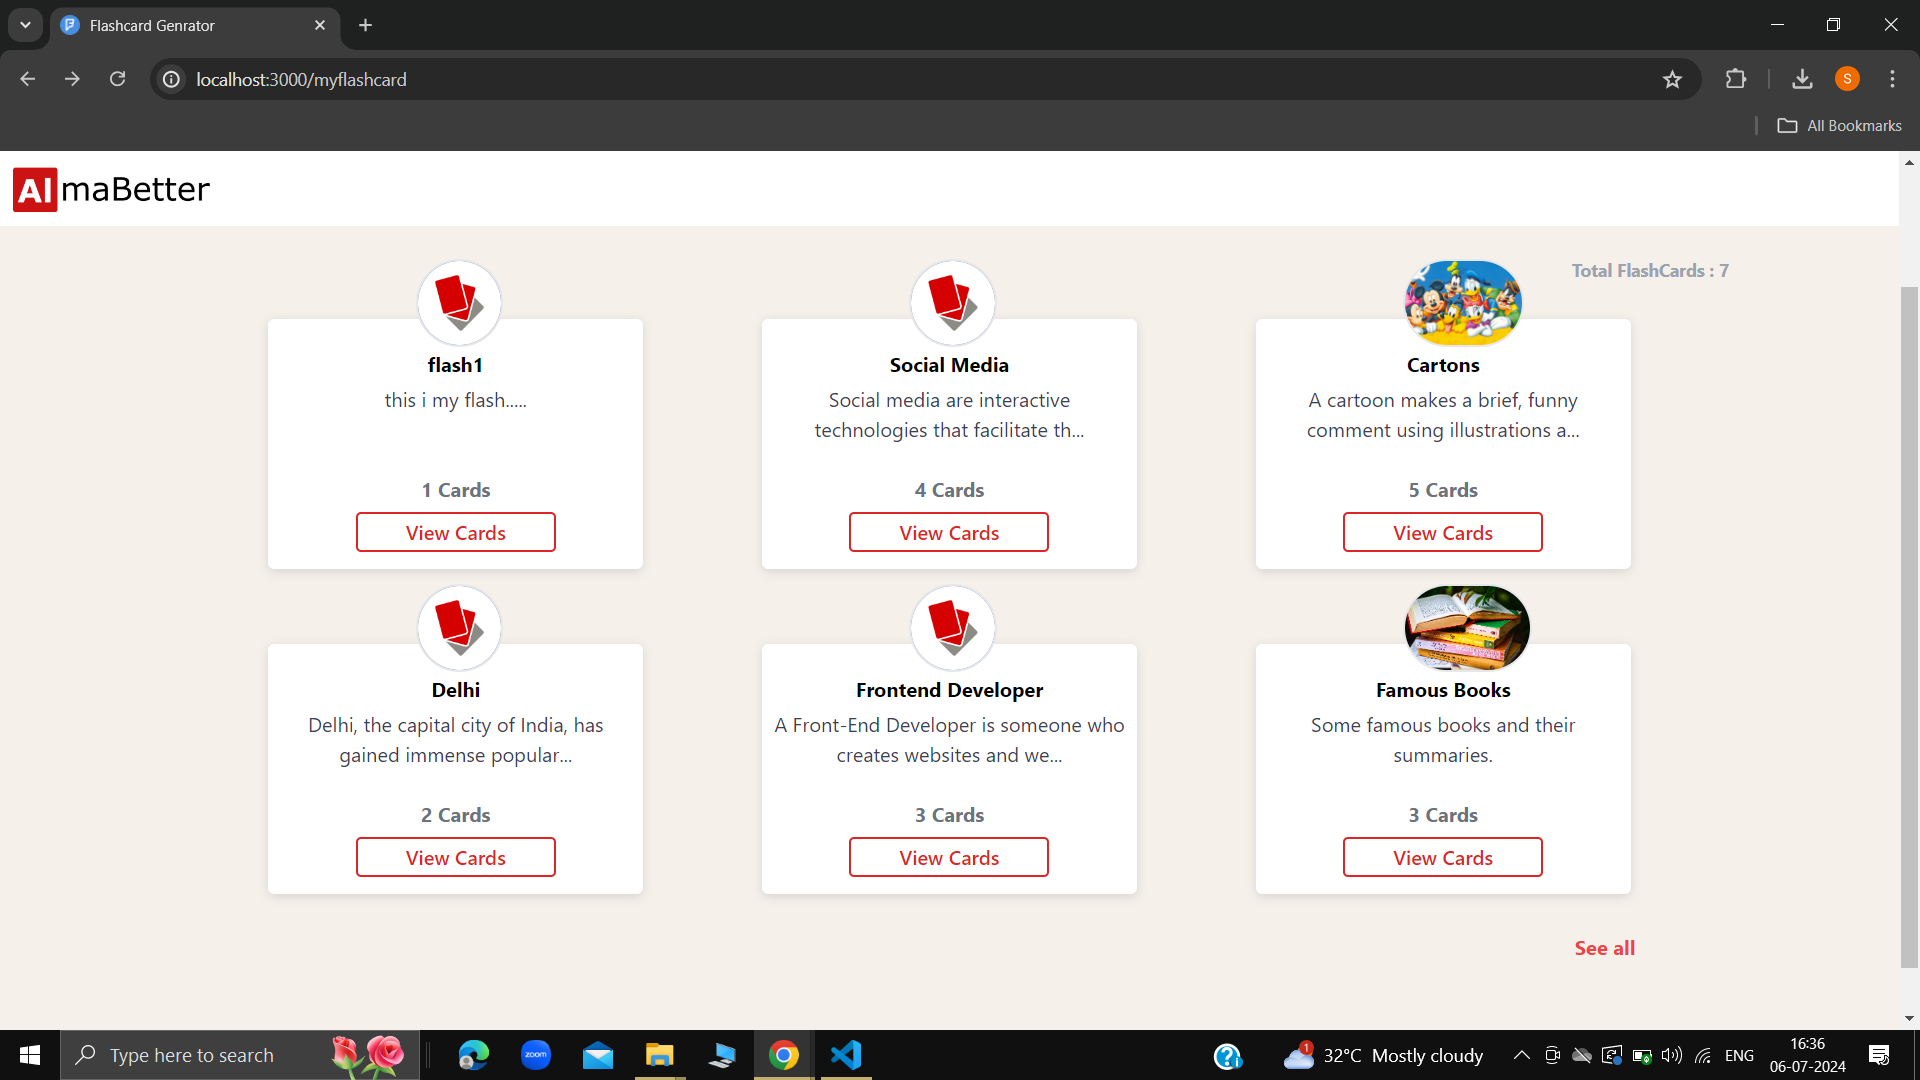 Flashcard Genrator
localhost:3000/myflashcard
S
All Bookmarks
AlmaBetter
Total FlashCards : 7
flash1
this i my flash.....
1 Cards
View Cards
Social Media
Social media are interactive
technologies that facilitate th...
4 Cards
View Cards
Cartons
A cartoon makes a brief, funny
comment using illustrations a...
5 Cards
View Cards
Delhi
Delhi, the capital city of India, has
gained immense popular...
2 Cards
View Cards
Frontend Developer
A Front-End Developer is someone who
creates websites and we...
3 Cards
View Cards
Famous Books
Some famous books and their
summaries.
3 Cards
View Cards
See all
Type here to search
zoom
1
32°C Mostly cloudy
ENG
16:36
06-07-2024